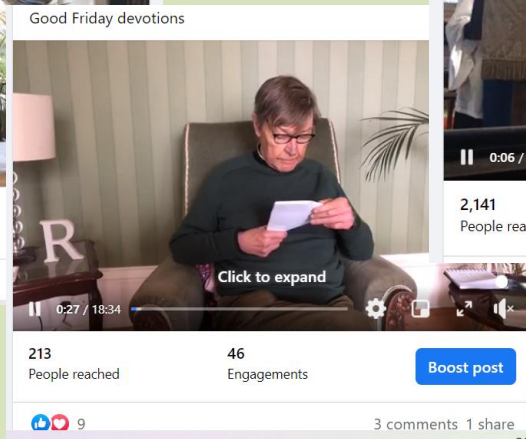 Good Friday devotions
R
Click to expand
0:27 / 18:34
0:06 /
213
People reached
46
Engagements
Boost post
2,141
People rea
9
3 comments 1 share